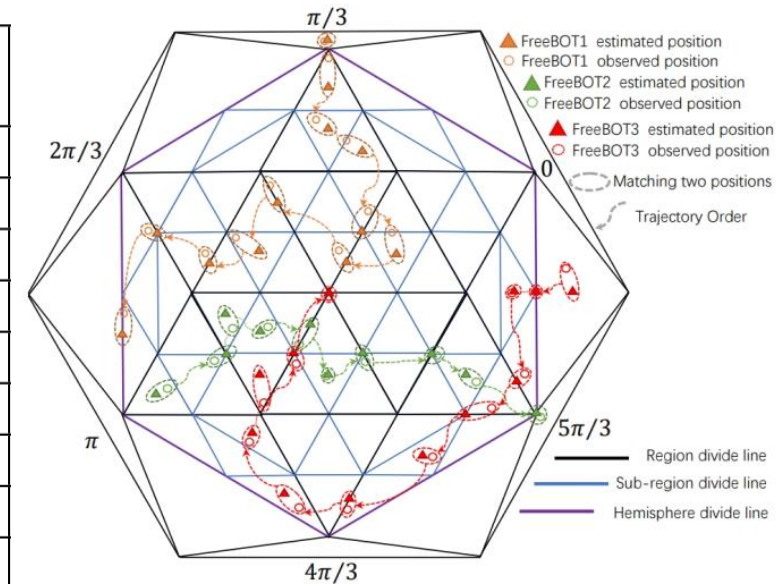 π/3
FreeBOT1 estimated position
FreeBOT1 observed position
FreeBOT2 estimated position
FreeBOT2 observed position
FreeBOT3 estimated position
FreeBOT3 observed position
2π/3
0
Matching two positions
Trajectory Order
π
5π/3
Region divide line
Sub-region divide line
Hemisphere divide line
4π/3